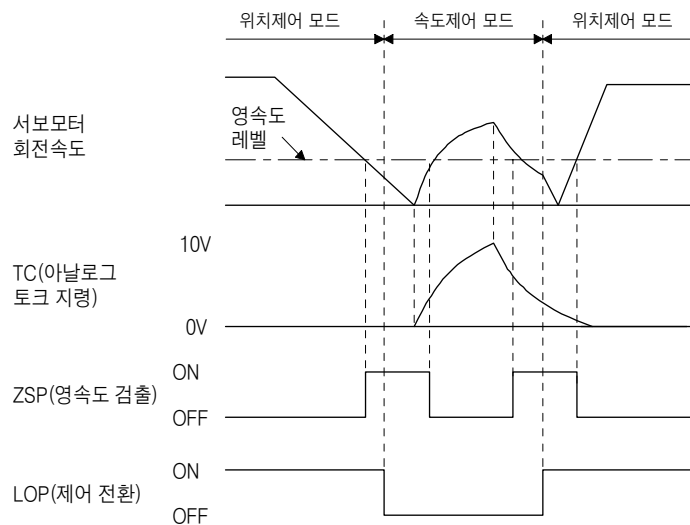 위치제어 모드 속도제어 모드 위치제어 모드
영속도
레벨
서보모터
회전속도
10V
TC(아날로그
토크 지령)
0V
ON
ZSP(영속도 검출)
OFF
ON
LOP(제어 전환)
OFF